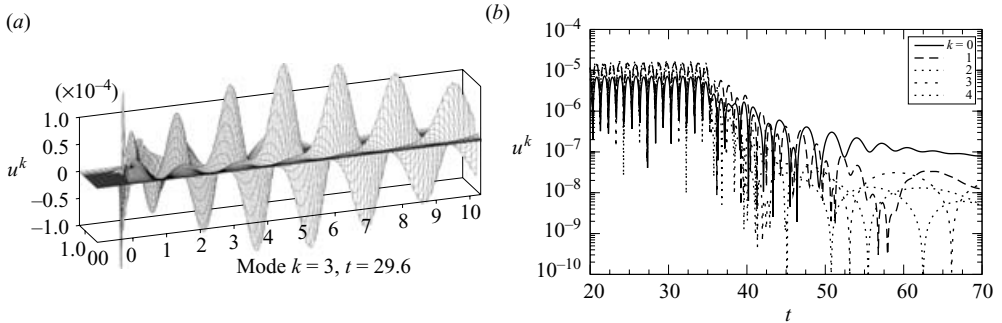 (a)
(×10–4)
1.0
0.5
uk
0
–0.5
–1.0
1.0
00
0 1 2 3 4 5 6 7 8 9 10
Mode k = 3, t = 29.6
(b)
10–4
10–5
10–6
uk
10–7
10–8
10–9
10–10
20 30 40 50 60 70
t
k = 0
1
2
3
4